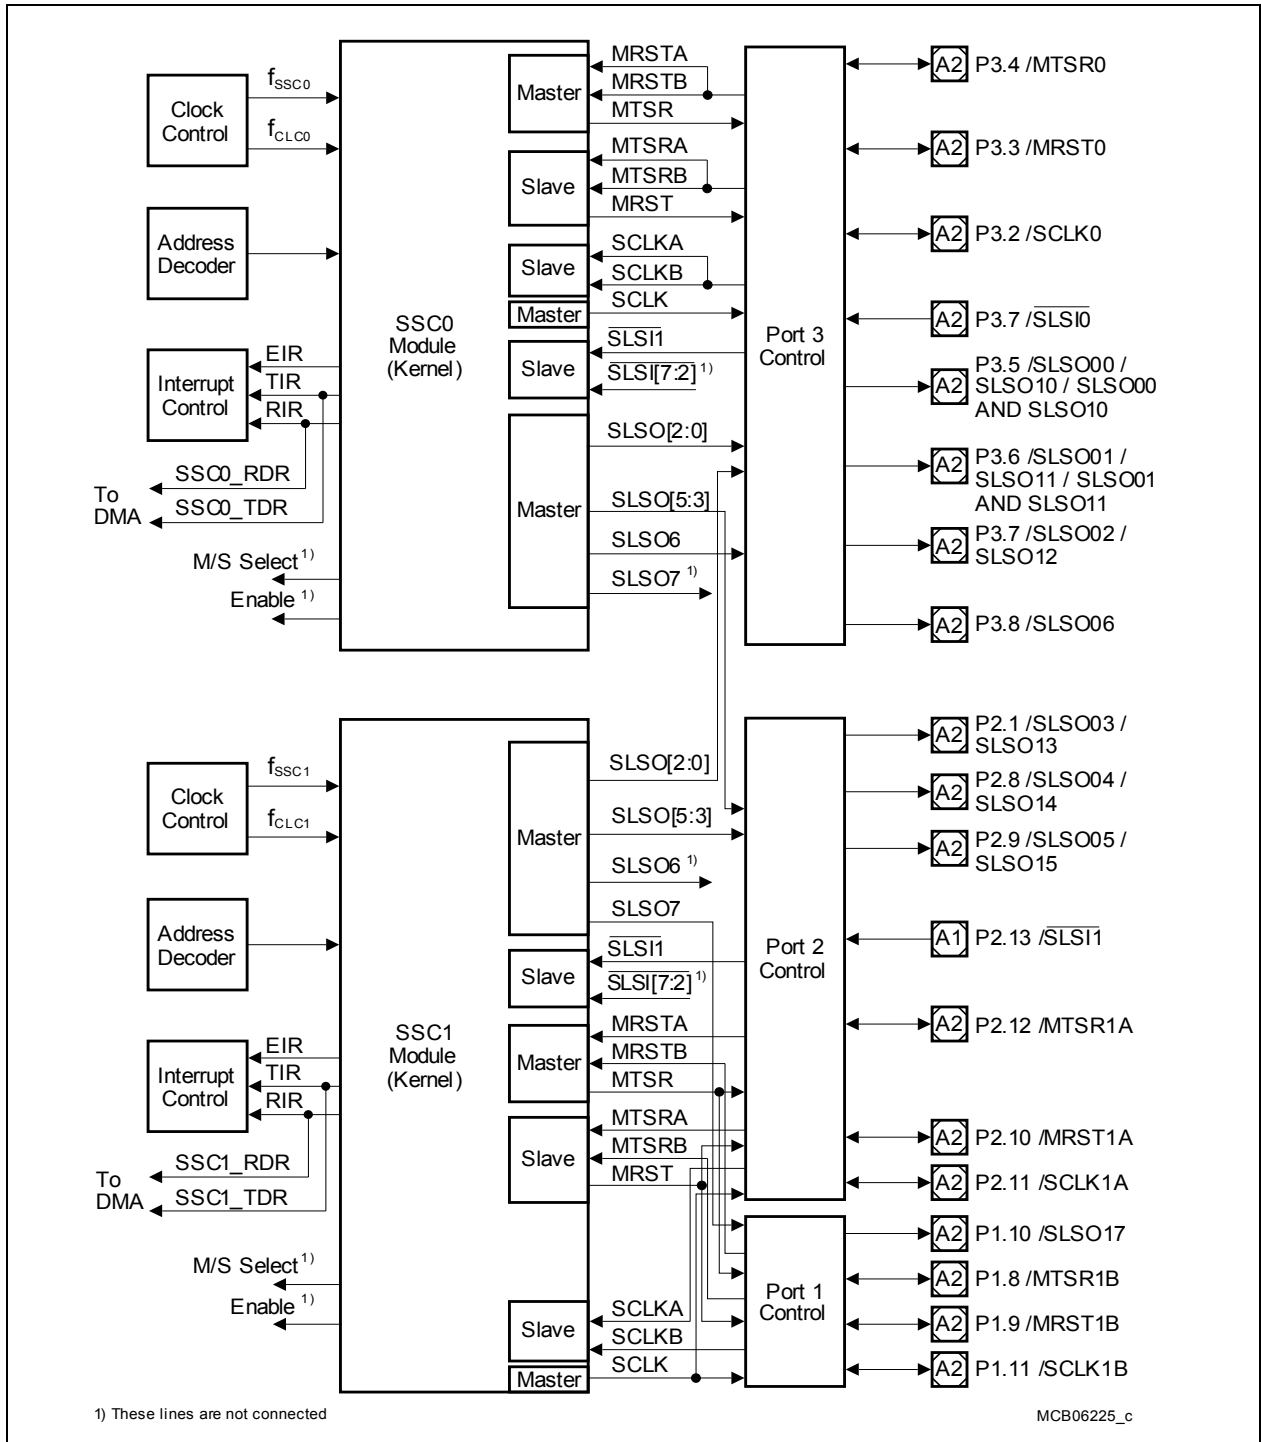 Clock
Control
fSSC0
fCLC0
Address
Decoder
Interrupt
Control
EIR
TIR
RIR
SSC0_RDR
To
DMA
SSC0_TDR
M/S Select 1)
Enable 1)
SSC0
Module
(Kernel)
Master
Slave
Slave
Master
Slave
Master
MRSTA
MRSTB
MTSR
MTSRA
MTSRB
MRST
SCLKA
SCLKB
SCLK
SLSI1
SLSI[7:2] 1)
SLSO[2:0]
SLSO[5:3]
SLSO6
SLSO7 1)
Port 3
Control
A2 P3.4 /MTSR0
A2 P3.3 /MRST0
A2 P3.2 /SCLK0
A2 P3.7 /SLSI0
A2 P3.5 /SLSO00 /
SLSO10 / SLSO00
AND SLSO10
A2 P3.6 /SLSO01 /
SLSO11 / SLSO01
AND SLSO11
A2 P3.7 /SLSO02 /
SLSO12
A2 P3.8 /SLSO06
Clock
Control
fSSC1
fCLC1
Address
Decoder
Interrupt
Control
EIR
TIR
RIR
SSC1_RDR
To
DMA
SSC1_TDR
M/S Select 1)
Enable 1)
SSC1
Module
(Kernel)
Master
Slave
Master
Slave
Slave
Master
SLSO[2:0]
SLSO[5:3]
SLSO6 1)
SLSO7
SLSI1
SLSI[7:2] 1)
MRSTA
MRSTB
MTSR
MTSRA
MTSRB
MRST
SCLKA
SCLKB
SCLK
Port 2
Control
Port 1
Control
A2 P2.1 /SLSO03 /
SLSO13
A2 P2.8 /SLSO04 /
SLSO14
A2 P2.9 /SLSO05 /
SLSO15
A1 P2.13 /SLSI1
A2 P2.12 /MTSR1A
A2 P2.10 /MRST1A
A2 P2.11 /SCLK1A
A2 P1.10 /SLSO17
A2 P1.8 /MTSR1B
A2 P1.9 /MRST1B
A2 P1.11 /SCLK1B
1) These lines are not connected
MCB06225_c